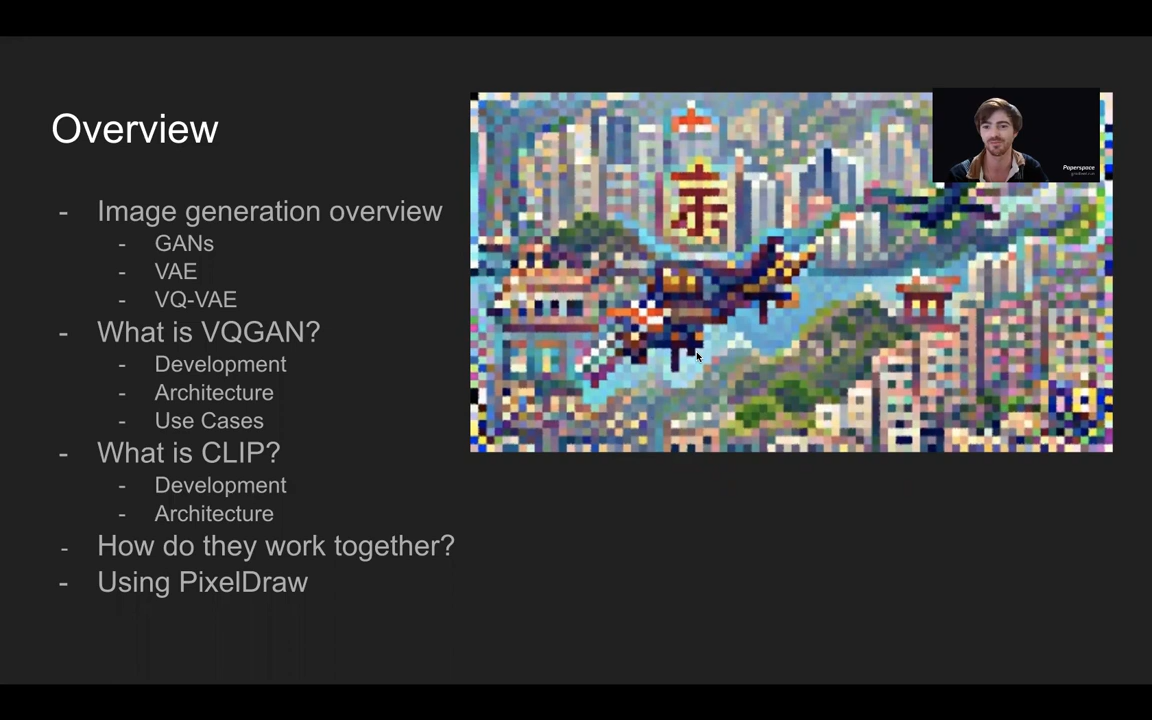 Overview
- Image generation overview
- GANs
- VAE
- VQ-VAE
- What is VQGAN?
- Development
- Architecture
- Use Cases
- What is CLIP?
- Development
- Architecture
- How do they work together?
- Using PixelDraw
Paperspace